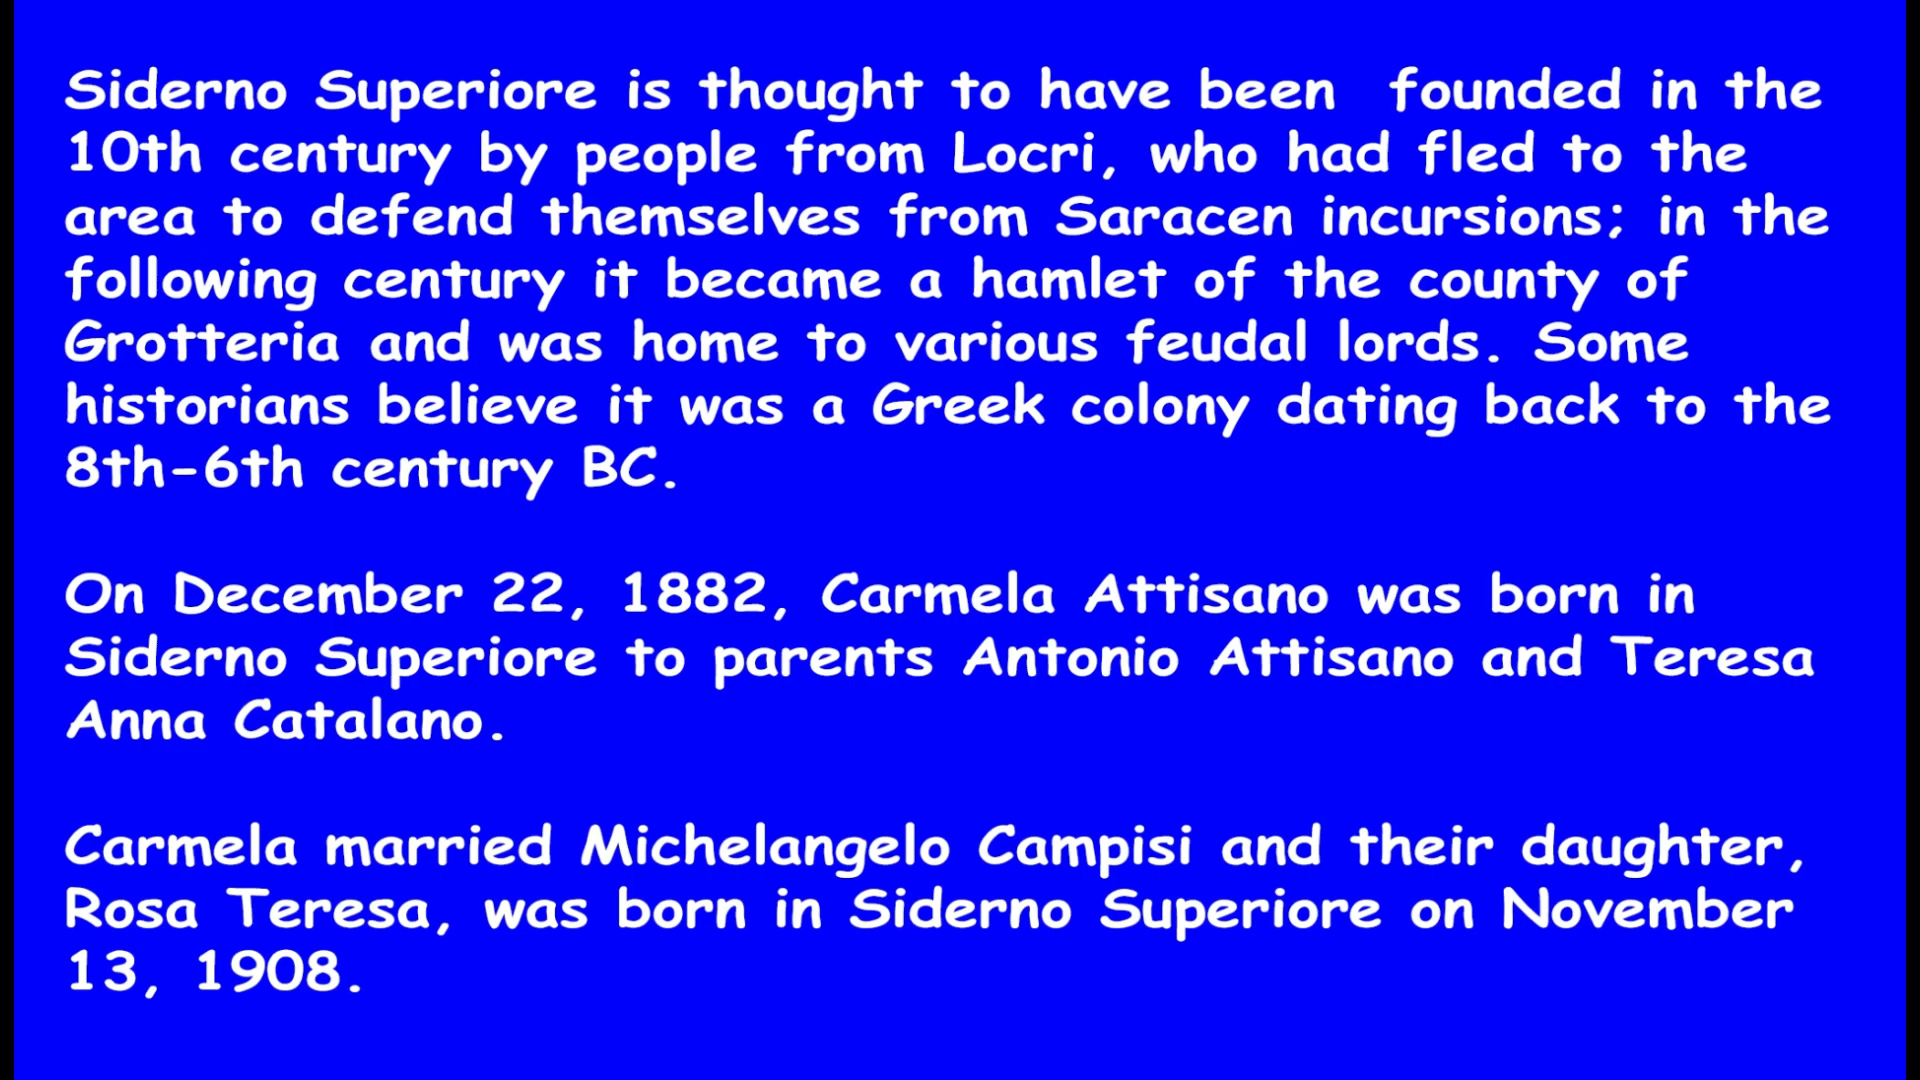 Siderno Superiore is thought to have been  founded in the
10th century by people from Locri, who had fled to the
area to defend themselves from Saracen incursions; in the
following century it became a hamlet of the county of
Grotteria and was home to various feudal lords. Some
historians believe it was a Greek colony dating back to the
8th-6th century BC.

On December 22, 1882, Carmela Attisano was born in
Siderno Superiore to parents Antonio Attisano and Teresa
Anna Catalano.

Carmela married Michelangelo Campisi and their daughter,
Rosa Teresa, was born in Siderno Superiore on November
13, 1908.